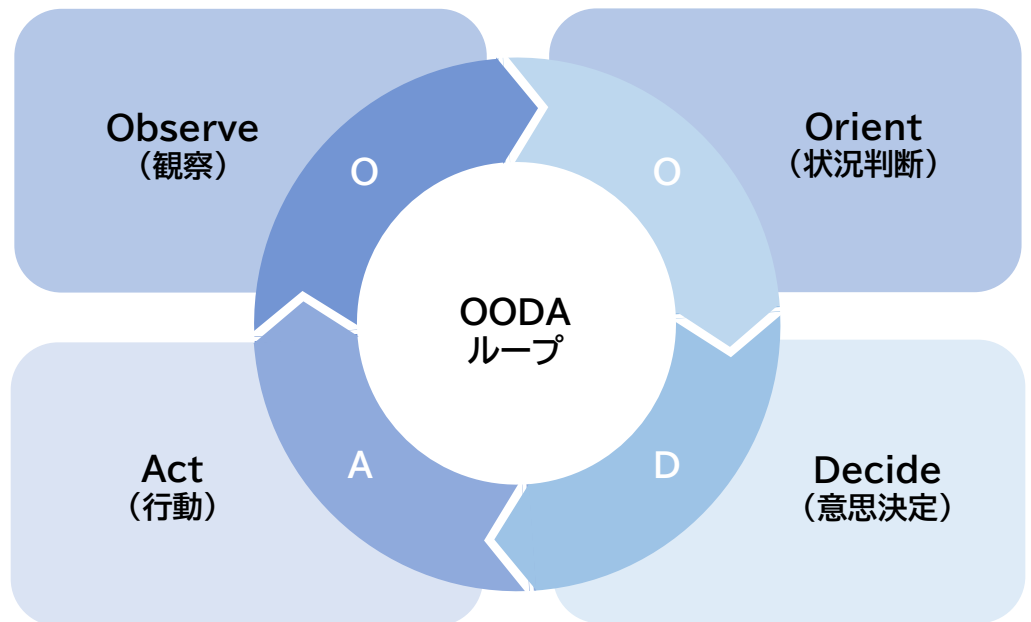 Observe
（観察）
O
O
Orient
（状況判断）
OODA
ループ
Act
（行動）
A
D
Decide
（意思決定）